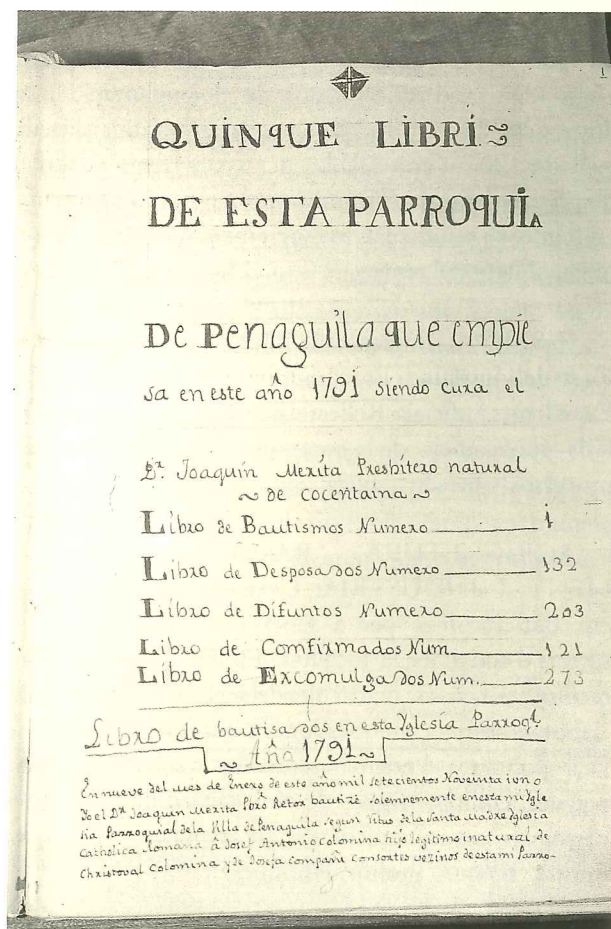 1
QUINQUE LIBRI
DE ESTA PARROQUIA
De Penaguila que empie
sa en este año 1791 siendo cura el
Dr. Joaquin Merita Presbitero natural
~ de cocentaina ~
Libro de Bautismos Numero 1
Libro de Desposados Numero 132
Libro de Difuntos Numero 203
Libro de Comfirmados Num. 121
Libro de Excomulgados Num. 273
Libro de bautisados en esta Yglesia Parroql.
~ Año 1791 ~
En nueve del mes de Enero de este año mil setecientos Noveinta i un o
Yo el Dr. Joaquin Merita Pbro Retor bautizè solemnemente en esta mi Ygle
sia Parroquial de la Villa de Penaguila segun Ritus de la Santa Madre Yglesia
Catholica Romana â Josef Antonio Colomina hijo legitimo i natural de
Christoval Colomina y de Josefa Compañ consortes vezinos de esta mi Parro-